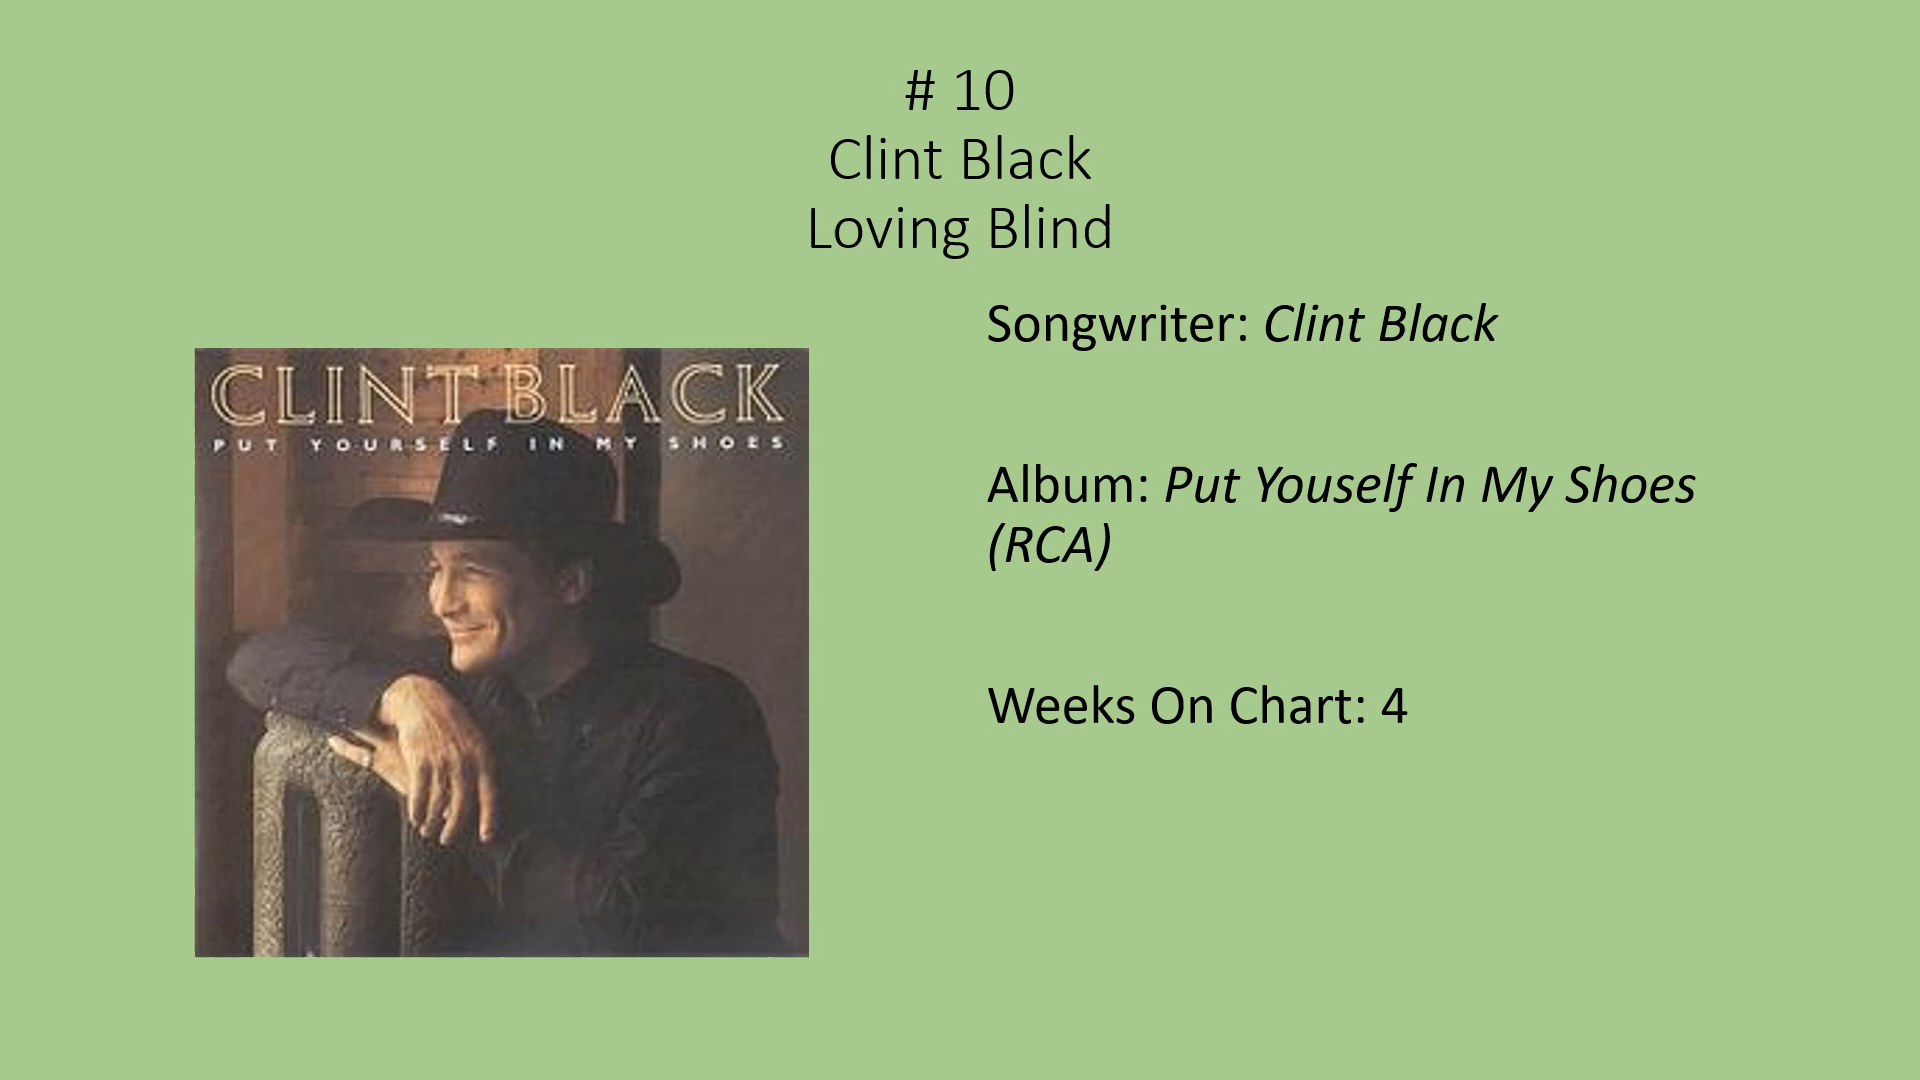 # 10
Clint Black
Loving Blind
Songwriter: Clint Black
CLINT BLACK
PUT YOURSELF IN MY SHOES
Album: Put Youself In My Shoes
(RCA)
Weeks On Chart: 4